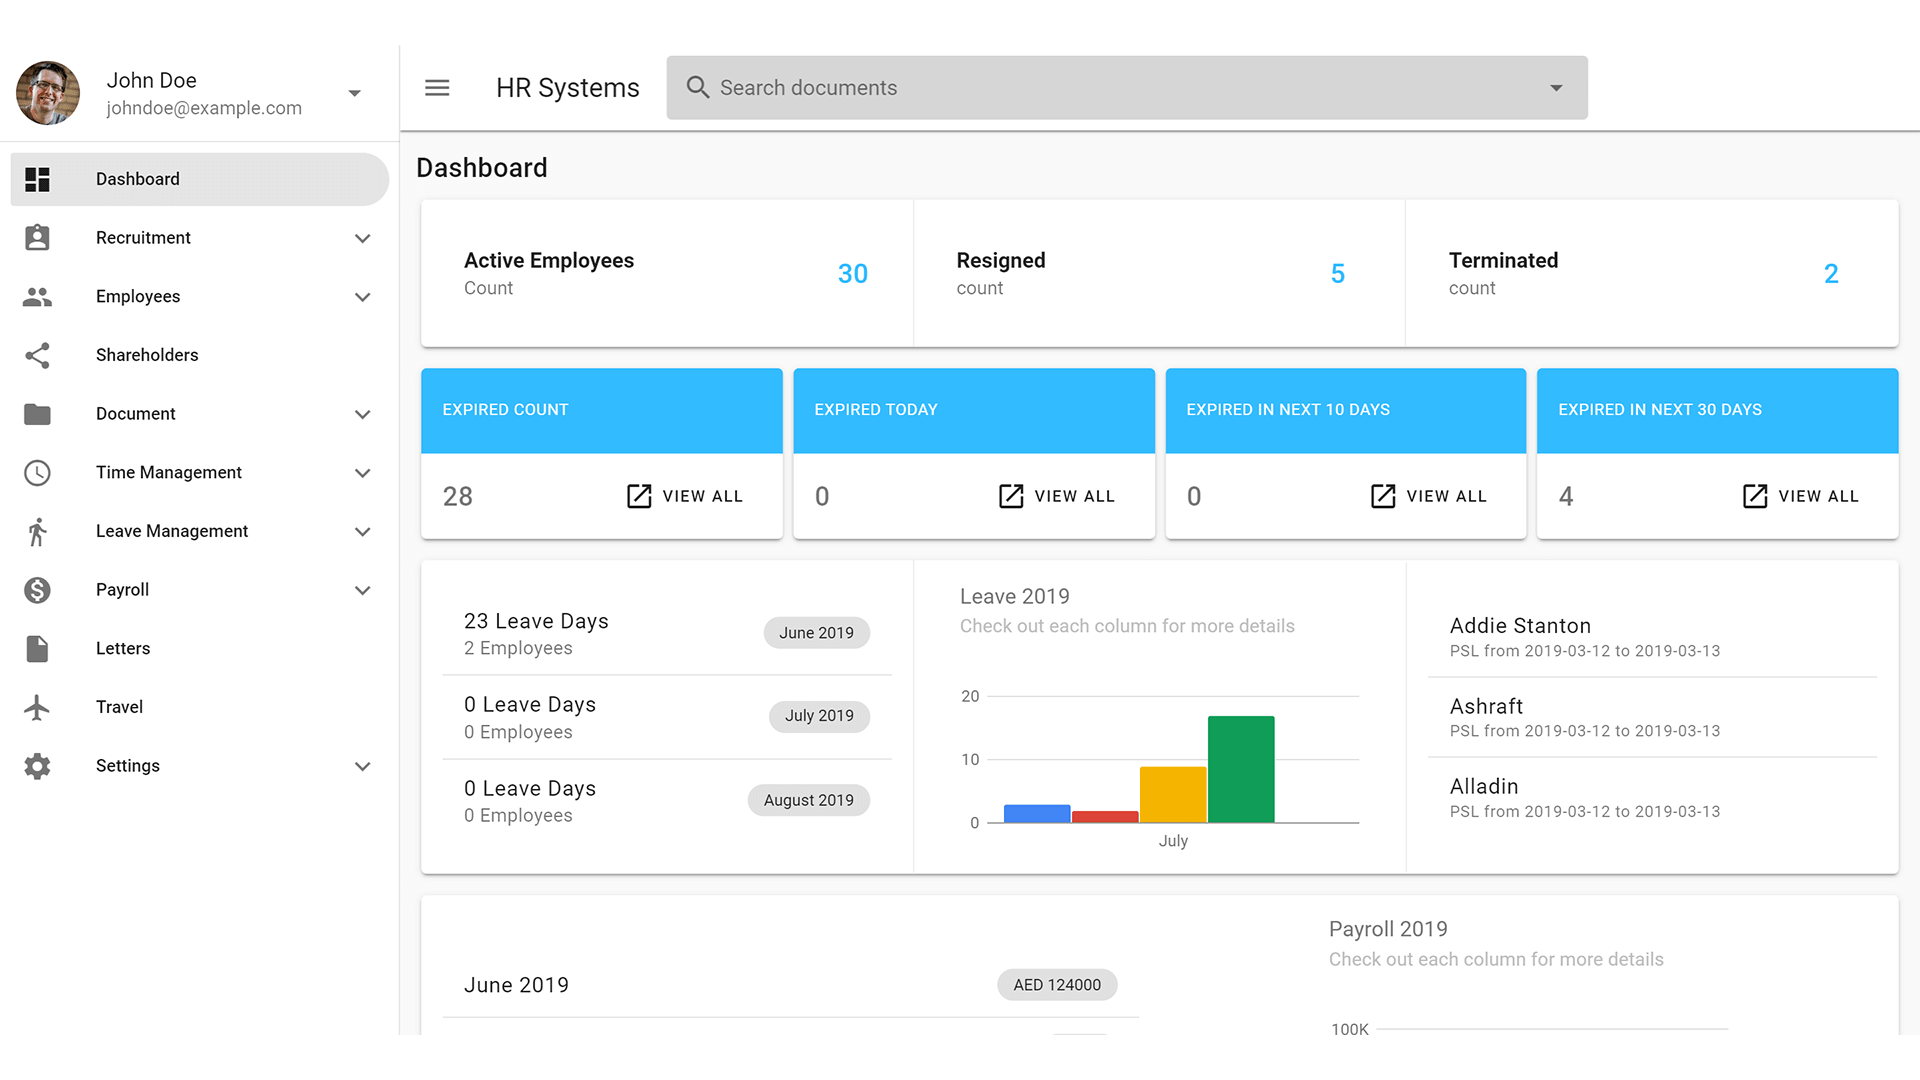 John Doe
johndoe@example.com
Dashboard
Recruitment
Employees
Shareholders
Document
Time Management
Leave Management
Payroll
Letters
Travel
Settings
HR Systems
Search documents
Dashboard
Active Employees
Count
30
Resigned
count
5
Terminated
count
2
EXPIRED COUNT
28
VIEW ALL
EXPIRED TODAY
0
VIEW ALL
EXPIRED IN NEXT 10 DAYS
0
VIEW ALL
EXPIRED IN NEXT 30 DAYS
4
VIEW ALL
23 Leave Days
2 Employees
June 2019
0 Leave Days
0 Employees
July 2019
0 Leave Days
0 Employees
August 2019
Leave 2019
Check out each column for more details
20
10
0
July
Addie Stanton
PSL from 2019-03-12 to 2019-03-13
Ashraft
PSL from 2019-03-12 to 2019-03-13
Alladin
PSL from 2019-03-12 to 2019-03-13
June 2019
AED 124000
Payroll 2019
Check out each column for more details
100K